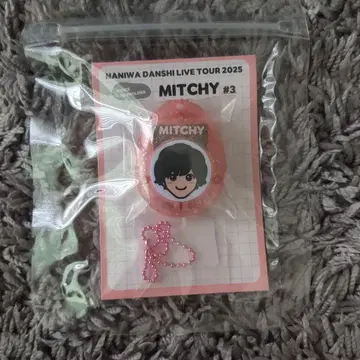 NANIWA DANSHI LIVE TOUR 2025
MITCHY #3
MITCHY